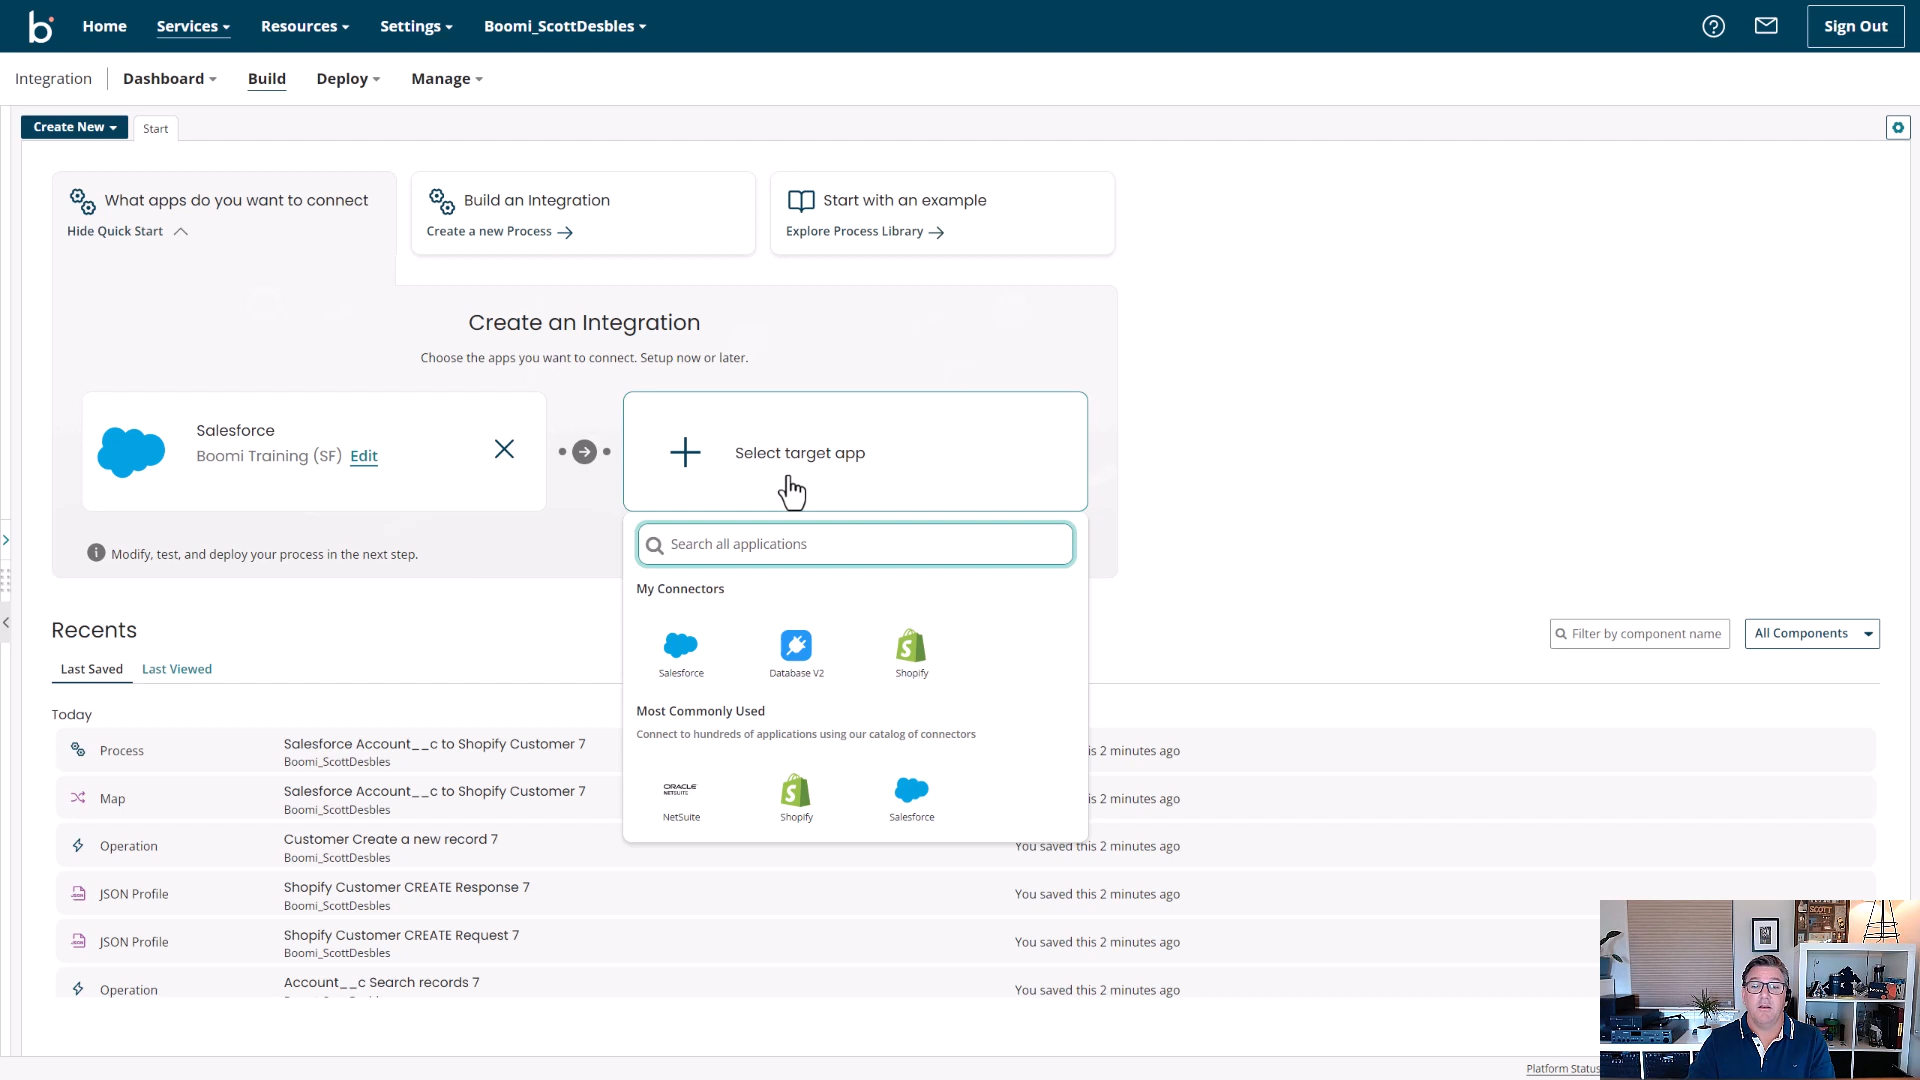 b Home Services Resources Settings Boomi_ScottDesbles Sign Out
Integration Dashboard Build Deploy Manage
Create New Start
What apps do you want to connect
Hide Quick Start
Build an Integration
Create a new Process
Start with an example
Explore Process Library
Create an Integration
Choose the apps you want to connect. Setup now or later.
Salesforce
Boomi Training (SF) Edit
Select target app
Modify, test, and deploy your process in the next step.
Search all applications
My Connectors
Salesforce Database V2 Shopify
Most Commonly Used
Connect to hundreds of applications using our catalog of connectors
ORACLE
NETSUITE
NetSuite Shopify Salesforce
Recents
Filter by component name All Components
Last Saved Last Viewed
Today
Process Salesforce Account__c to Shopify Customer 7 is 2 minutes ago
Boomi_ScottDesbles
Map Salesforce Account__c to Shopify Customer 7 is 2 minutes ago
Boomi_ScottDesbles
Operation Customer Create a new record 7 You saved this 2 minutes ago
Boomi_ScottDesbles
JSON Profile Shopify Customer CREATE Response 7 You saved this 2 minutes ago
Boomi_ScottDesbles
JSON Profile Shopify Customer CREATE Request 7 You saved this 2 minutes ago
Boomi_ScottDesbles
Operation Account__c Search records 7 You saved this 2 minutes ago
SCOTT
Platform Status